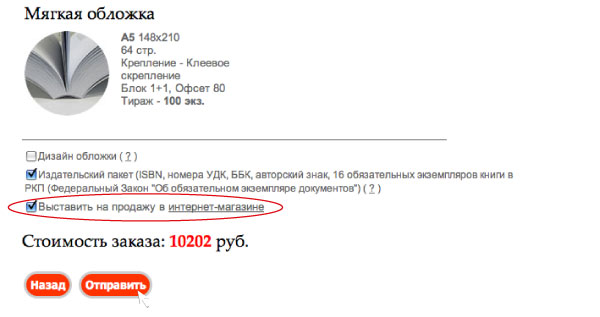 Мягкая обложка
А5 148x210
64 стр.
Крепление - Клеевое
скрепление
Блок 1+1, Офсет 80
Тираж - 100 экз.
Дизайн обложки ( ? )
Издательский пакет (ISBN, номера УДК, ББК, авторский знак, 16 обязательных экземпляров книги в
РКП (Федеральный Закон "Об обязательном экземпляре документов") ( ? )
Выставить на продажу в интернет-магазине
Стоимость заказа: 10202 руб.
Назад Отправить